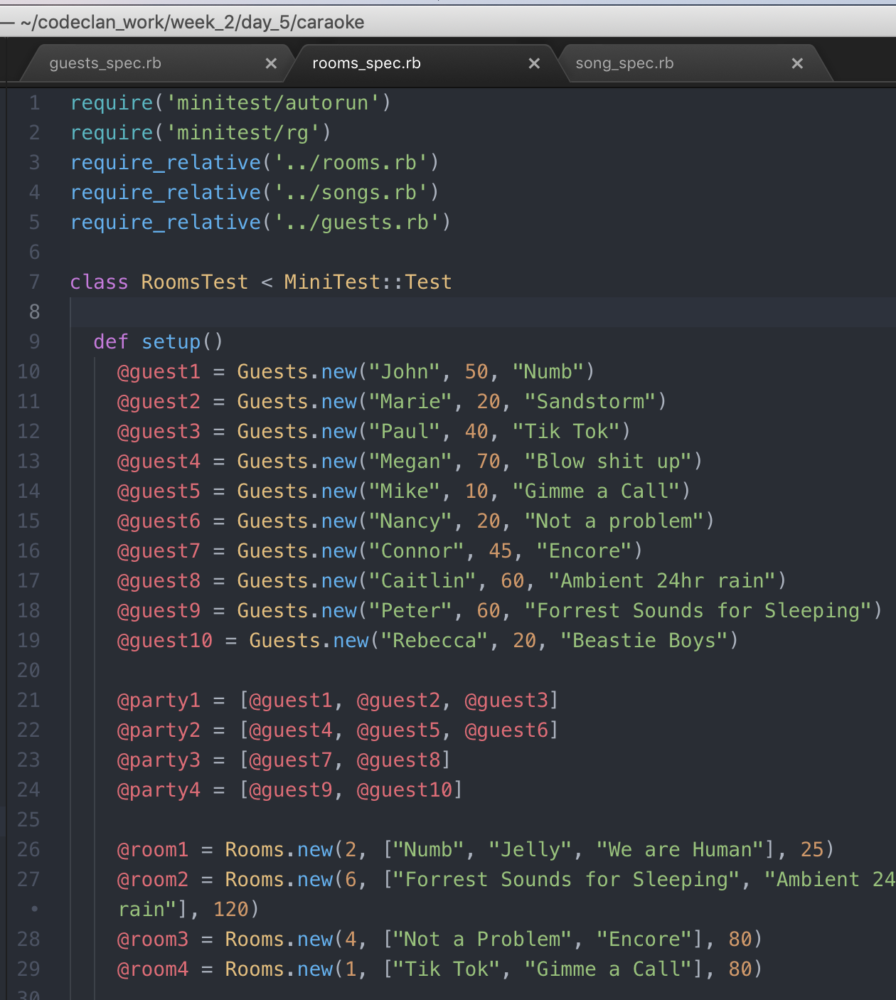 — ~/codeclan_work/week_2/day_5/caraoke
guests_spec.rb × rooms_spec.rb × song_spec.rb ×
1 require('minitest/autorun')
2 require('minitest/rg')
3 require_relative('../rooms.rb')
4 require_relative('../songs.rb')
5 require_relative('../guests.rb')
6
7 class RoomsTest < MiniTest::Test
8
9 def setup()
10 @guest1 = Guests.new("John", 50, "Numb")
11 @guest2 = Guests.new("Marie", 20, "Sandstorm")
12 @guest3 = Guests.new("Paul", 40, "Tik Tok")
13 @guest4 = Guests.new("Megan", 70, "Blow shit up")
14 @guest5 = Guests.new("Mike", 10, "Gimme a Call")
15 @guest6 = Guests.new("Nancy", 20, "Not a problem")
16 @guest7 = Guests.new("Connor", 45, "Encore")
17 @guest8 = Guests.new("Caitlin", 60, "Ambient 24hr rain")
18 @guest9 = Guests.new("Peter", 60, "Forrest Sounds for Sleeping")
19 @guest10 = Guests.new("Rebecca", 20, "Beastie Boys")
20
21 @party1 = [@guest1, @guest2, @guest3]
22 @party2 = [@guest4, @guest5, @guest6]
23 @party3 = [@guest7, @guest8]
24 @party4 = [@guest9, @guest10]
25
26 @room1 = Rooms.new(2, ["Numb", "Jelly", "We are Human"], 25)
27 @room2 = Rooms.new(6, ["Forrest Sounds for Sleeping", "Ambient 24
• rain"], 120)
28 @room3 = Rooms.new(4, ["Not a Problem", "Encore"], 80)
29 @room4 = Rooms.new(1, ["Tik Tok", "Gimme a Call"], 80)
30